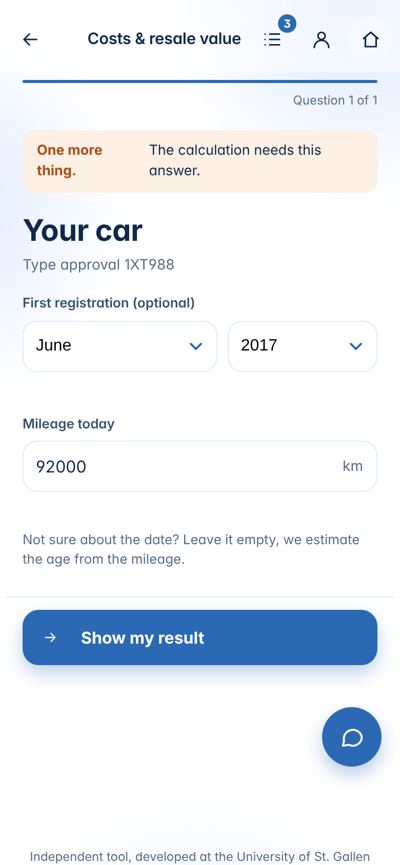 Costs & resale value
3
Question 1 of 1
One more thing.
The calculation needs this answer.
Your car
Type approval 1XT988
First registration (optional)
June
2017
Mileage today
92000
km
Not sure about the date? Leave it empty, we estimate
the age from the mileage.
Show my result
Independent tool, developed at the University of St. Gallen